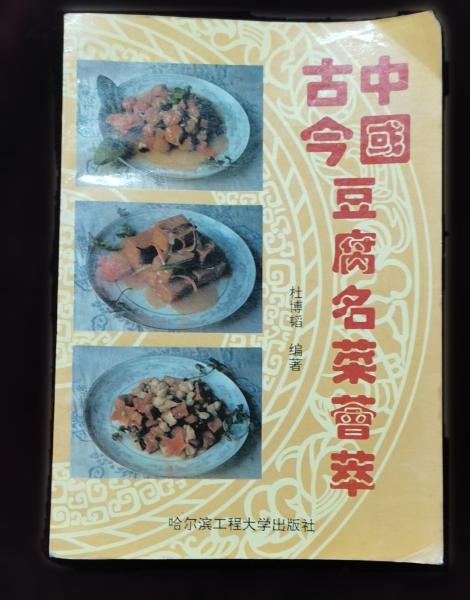 中國
古今
豆腐名菜薈萃
杜博韬 编著
哈尔滨工程大学出版社